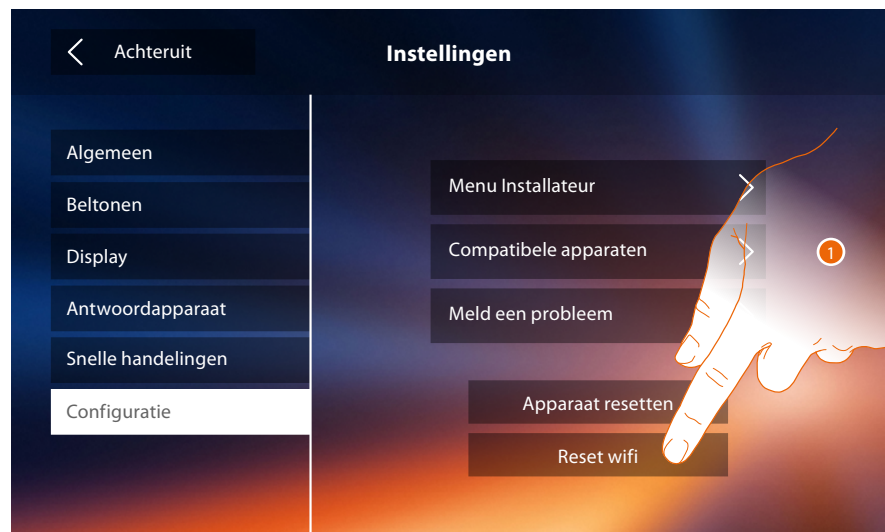 Achteruit
Instellingen
Algemeen
Beltonen
Display
Antwoordapparaat
Snelle handelingen
Configuratie
Menu Installateur
Compatibele apparaten
Meld een probleem
Apparaat resetten
Reset wifi
1